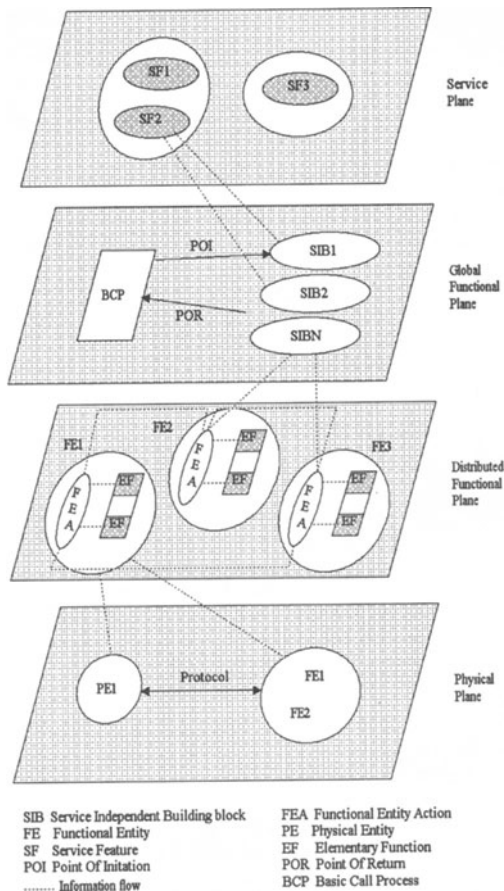 SF1
SF2
SF3
Service
Plane
POI
BCP
POR
SIB1
SIB2
SIBN
Global
Functional
Plane
FE1
FE2
FE3
F
E
A
EF
EF
F
E
A
EF
EF
F
E
A
EF
EF
Distributed
Functional
Plane
PE1
Protocol
FE1
FE2
Physical
Plane
SIB Service Independent Building block
FE Functional Entity
SF Service Feature
POI Point Of Initation
Information flow
FEA Functional Entity Action
PE Physical Entity
EF Elementary Function
POR Point Of Return
BCP Basic Call Process